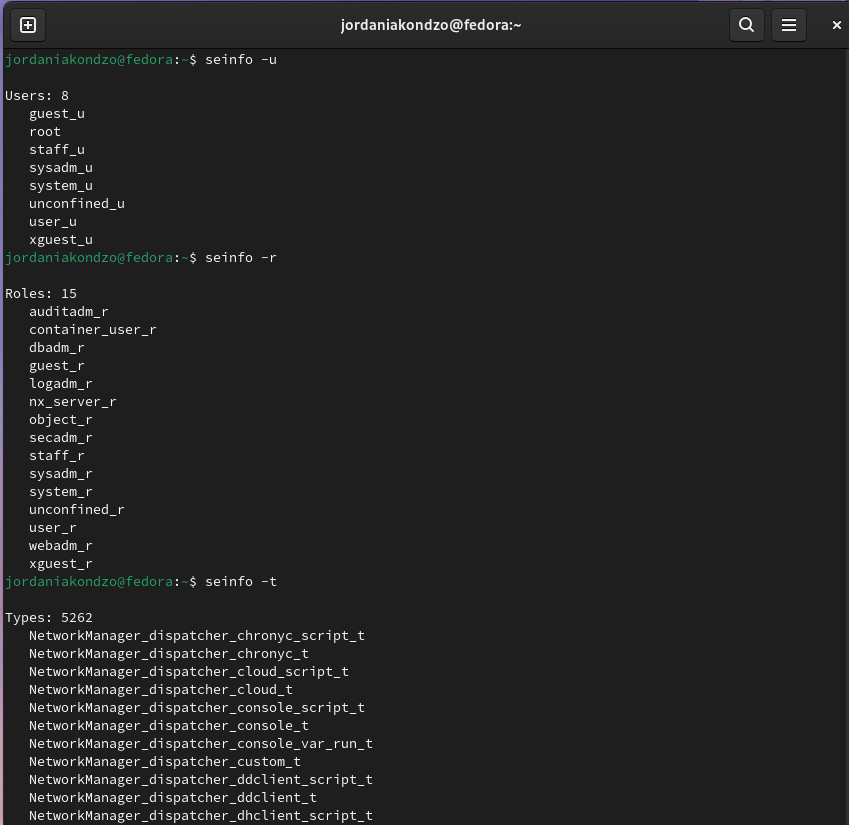 jordaniakondzo@fedora:~
jordaniakondzo@fedora:~$ seinfo -u
Users: 8
guest_u
root
staff_u
sysadm_u
system_u
unconfined_u
user_u
xguest_u
jordaniakondzo@fedora:~$ seinfo -r
Roles: 15
auditadm_r
container_user_r
dbadm_r
guest_r
logadm_r
nx_server_r
object_r
secadm_r
staff_r
sysadm_r
system_r
unconfined_r
user_r
webadm_r
xguest_r
jordaniakondzo@fedora:~$ seinfo -t
Types: 5262
NetworkManager_dispatcher_chronyc_script_t
NetworkManager_dispatcher_chronyc_t
NetworkManager_dispatcher_cloud_script_t
NetworkManager_dispatcher_cloud_t
NetworkManager_dispatcher_console_script_t
NetworkManager_dispatcher_console_t
NetworkManager_dispatcher_console_var_run_t
NetworkManager_dispatcher_custom_t
NetworkManager_dispatcher_ddclient_script_t
NetworkManager_dispatcher_ddclient_t
NetworkManager_dispatcher_dhclient_script_t